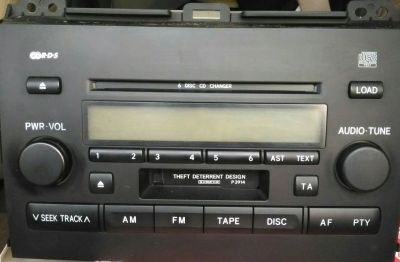 R·D·S
6 DISC CD CHANGER
LOAD
PWR·VOL
AUDIO·TUNE
1 2 3 4 5 6 AST TEXT
THEFT DETERRENT DESIGN
P3914
TA
∨ SEEK TRACK ∧ AM FM TAPE DISC AF PTY